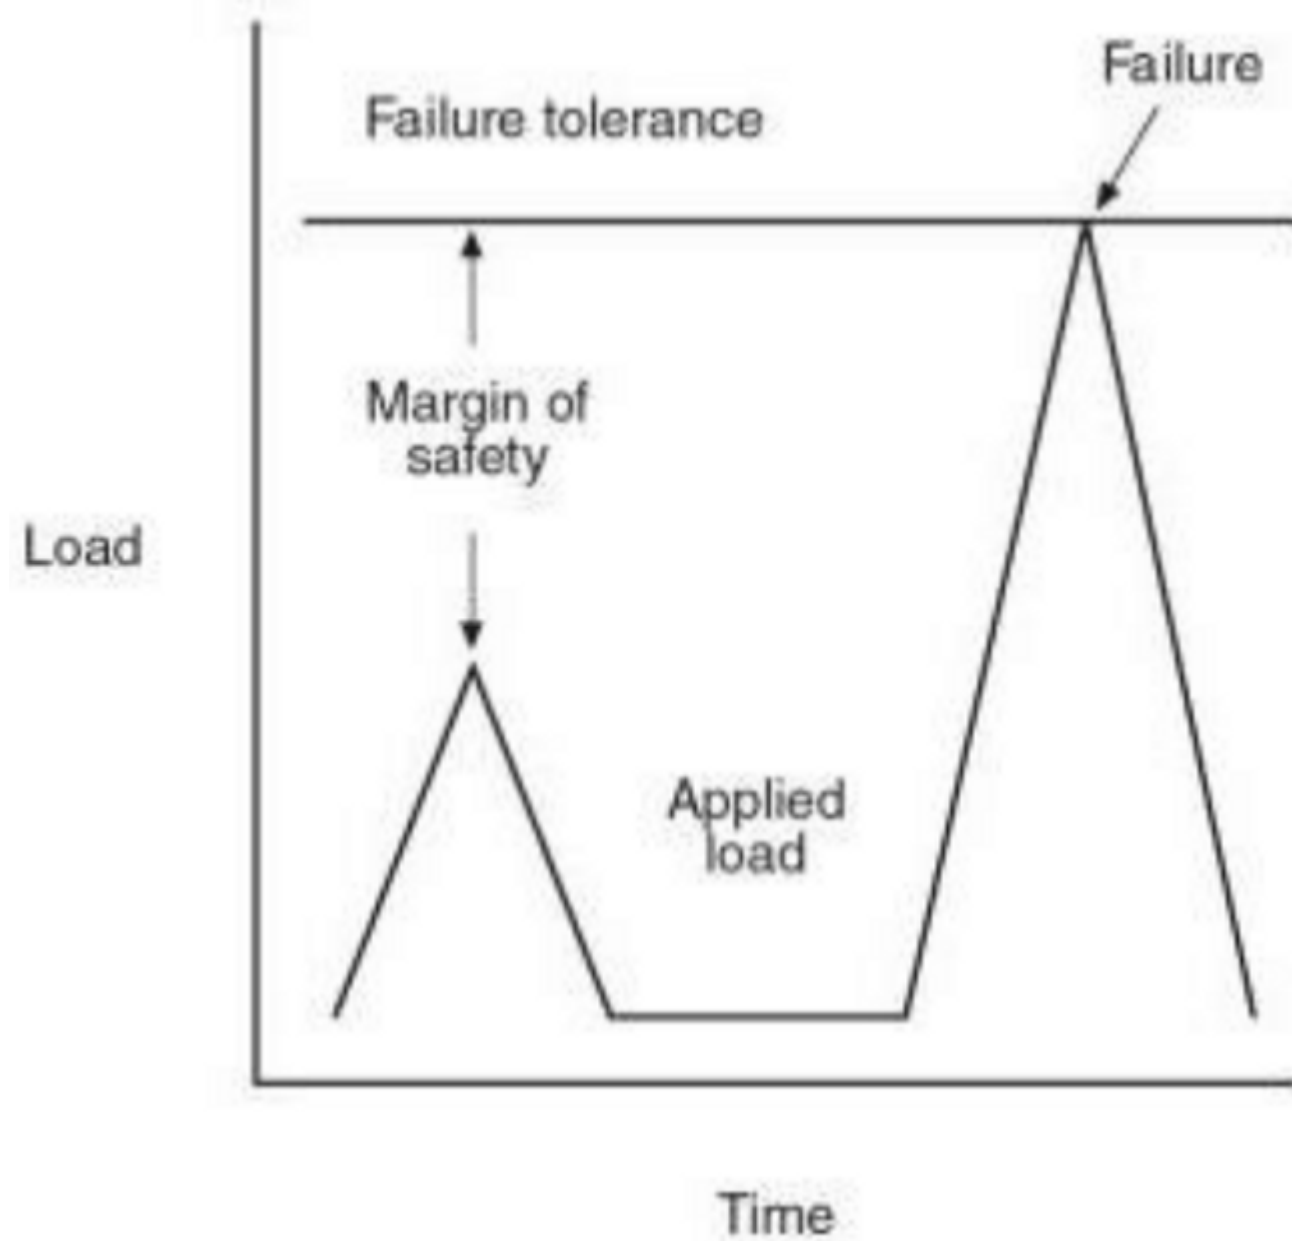 Failure
Failure tolerance
Margin of
safety
Load
Applied
load
Time